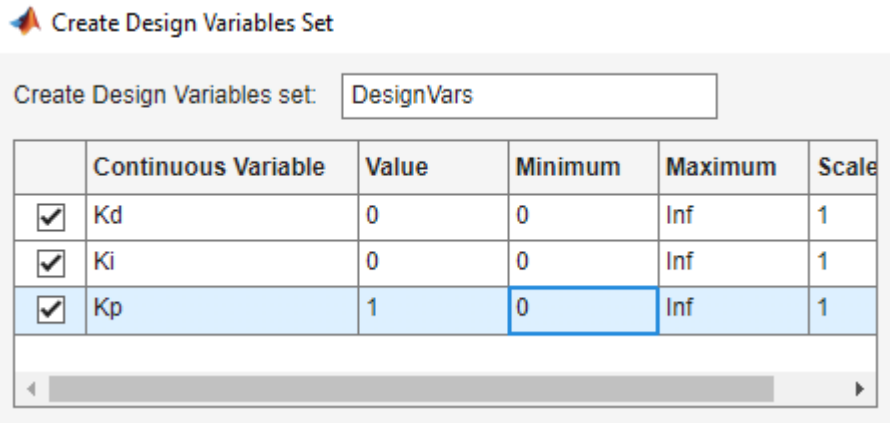 Create Design Variables Set
Create Design Variables set: DesignVars
Continuous Variable Value Minimum Maximum Scale
Kd 0 0 Inf 1
Ki 0 0 Inf 1
Kp 1 0 Inf 1